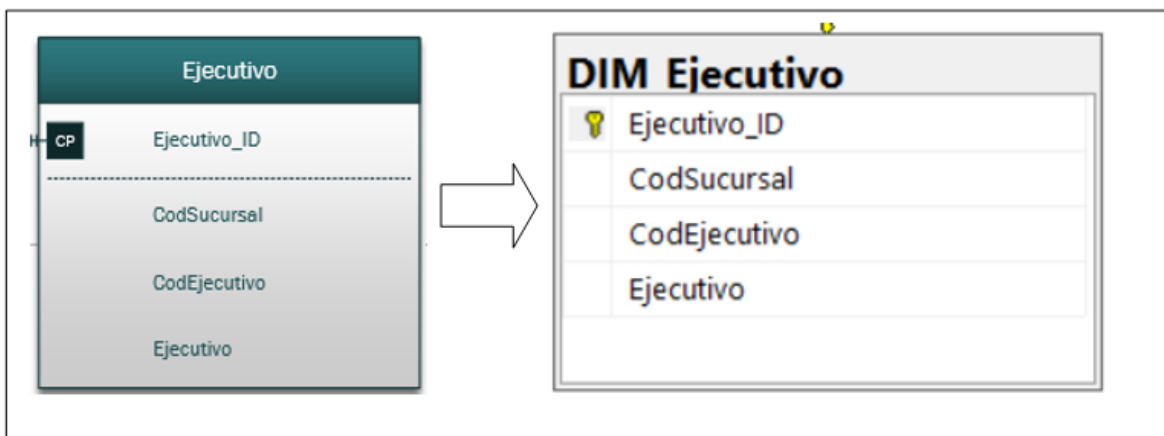 Ejecutivo
CP Ejecutivo_ID
CodSucursal
CodEjecutivo
Ejecutivo
DIM Ejecutivo
Ejecutivo_ID
CodSucursal
CodEjecutivo
Ejecutivo